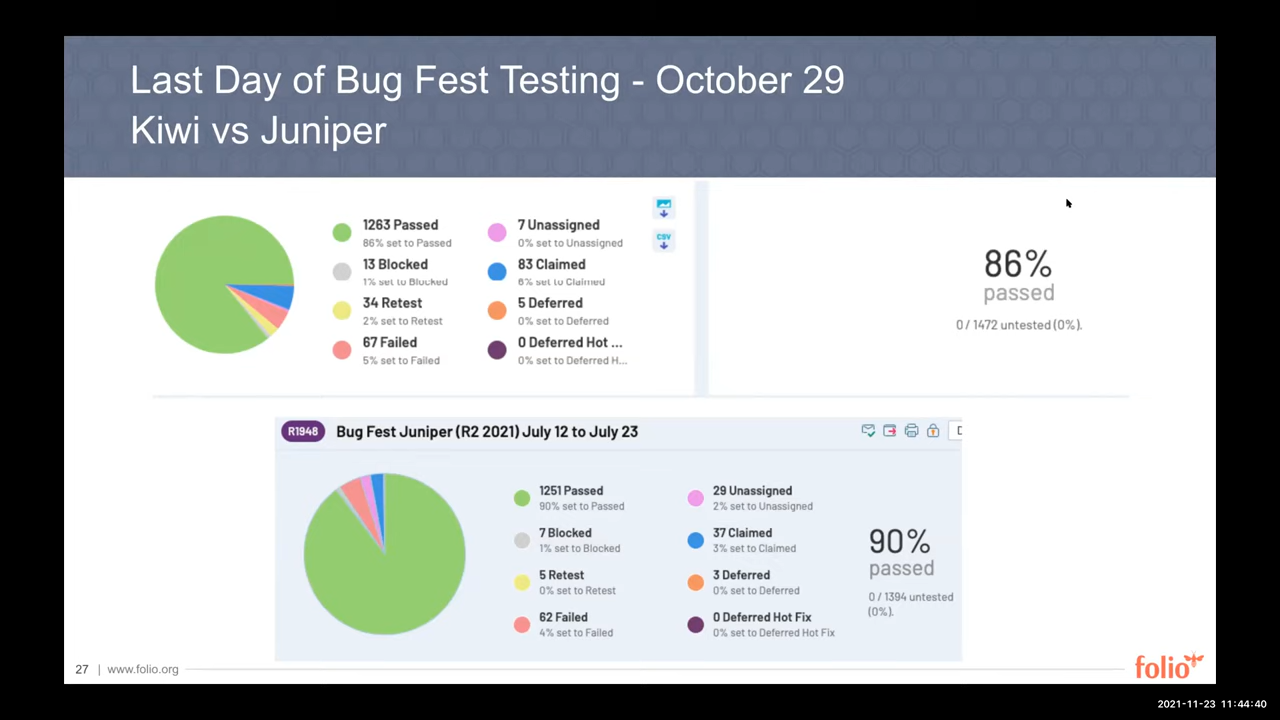 Last Day of Bug Fest Testing - October 29
Kiwi vs Juniper
1263 Passed
86% set to Passed
13 Blocked
1% set to Blocked
34 Retest
2% set to Retest
67 Failed
5% set to Failed
7 Unassigned
0% set to Unassigned
83 Claimed
6% set to Claimed
5 Deferred
0% set to Deferred
0 Deferred Hot ...
0% set to Deferred H...
CSV
86%
passed
0 / 1472 untested (0%).
R1948 Bug Fest Juniper (R2 2021) July 12 to July 23
1251 Passed
90% set to Passed
7 Blocked
1% set to Blocked
5 Retest
0% set to Retest
62 Failed
4% set to Failed
29 Unassigned
2% set to Unassigned
37 Claimed
3% set to Claimed
3 Deferred
0% set to Deferred
0 Deferred Hot Fix
0% set to Deferred Hot Fix
90%
passed
0 / 1394 untested
(0%).
27 | www.folio.org
folio
2021-11-23 11:44:40